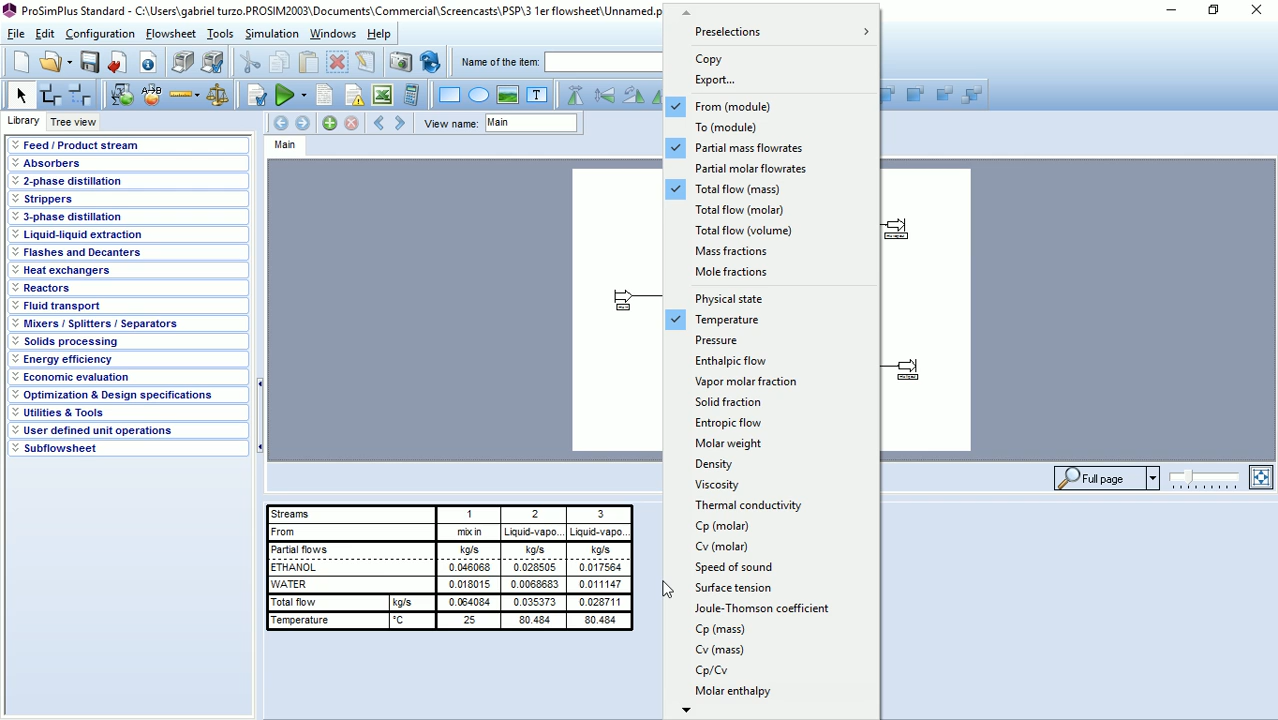 ProSimPlus Standard - C:\Users\gabriel turzo.PROSIM2003\Documents\Commercial\Screencasts\PSP\3 1er flowsheet\Unnamed.p
File Edit Configuration Flowsheet Tools Simulation Windows Help
Name of the item:
Library Tree view
View name: Main
Main
Feed / Product stream
Absorbers
2-phase distillation
Strippers
3-phase distillation
Liquid-liquid extraction
Flashes and Decanters
Heat exchangers
Reactors
Fluid transport
Mixers / Splitters / Separators
Solids processing
Energy efficiency
Economic evaluation
Optimization & Design specifications
Utilities & Tools
User defined unit operations
Subflowsheet
Full page
Streams 1 2 3
From mix in Liquid-vapo... Liquid-vapo...
Partial flows kg/s kg/s kg/s
ETHANOL 0.046068 0.028505 0.017564
WATER 0.018015 0.0068683 0.011147
Total flow kg/s 0.064084 0.035373 0.028711
Temperature °C 25 80.484 80.484
Preselections
Copy
Export...
From (module)
To (module)
Partial mass flowrates
Partial molar flowrates
Total flow (mass)
Total flow (molar)
Total flow (volume)
Mass fractions
Mole fractions
Physical state
Temperature
Pressure
Enthalpic flow
Vapor molar fraction
Solid fraction
Entropic flow
Molar weight
Density
Viscosity
Thermal conductivity
Cp (molar)
Cv (molar)
Speed of sound
Surface tension
Joule-Thomson coefficient
Cp (mass)
Cv (mass)
Cp/Cv
Molar enthalpy